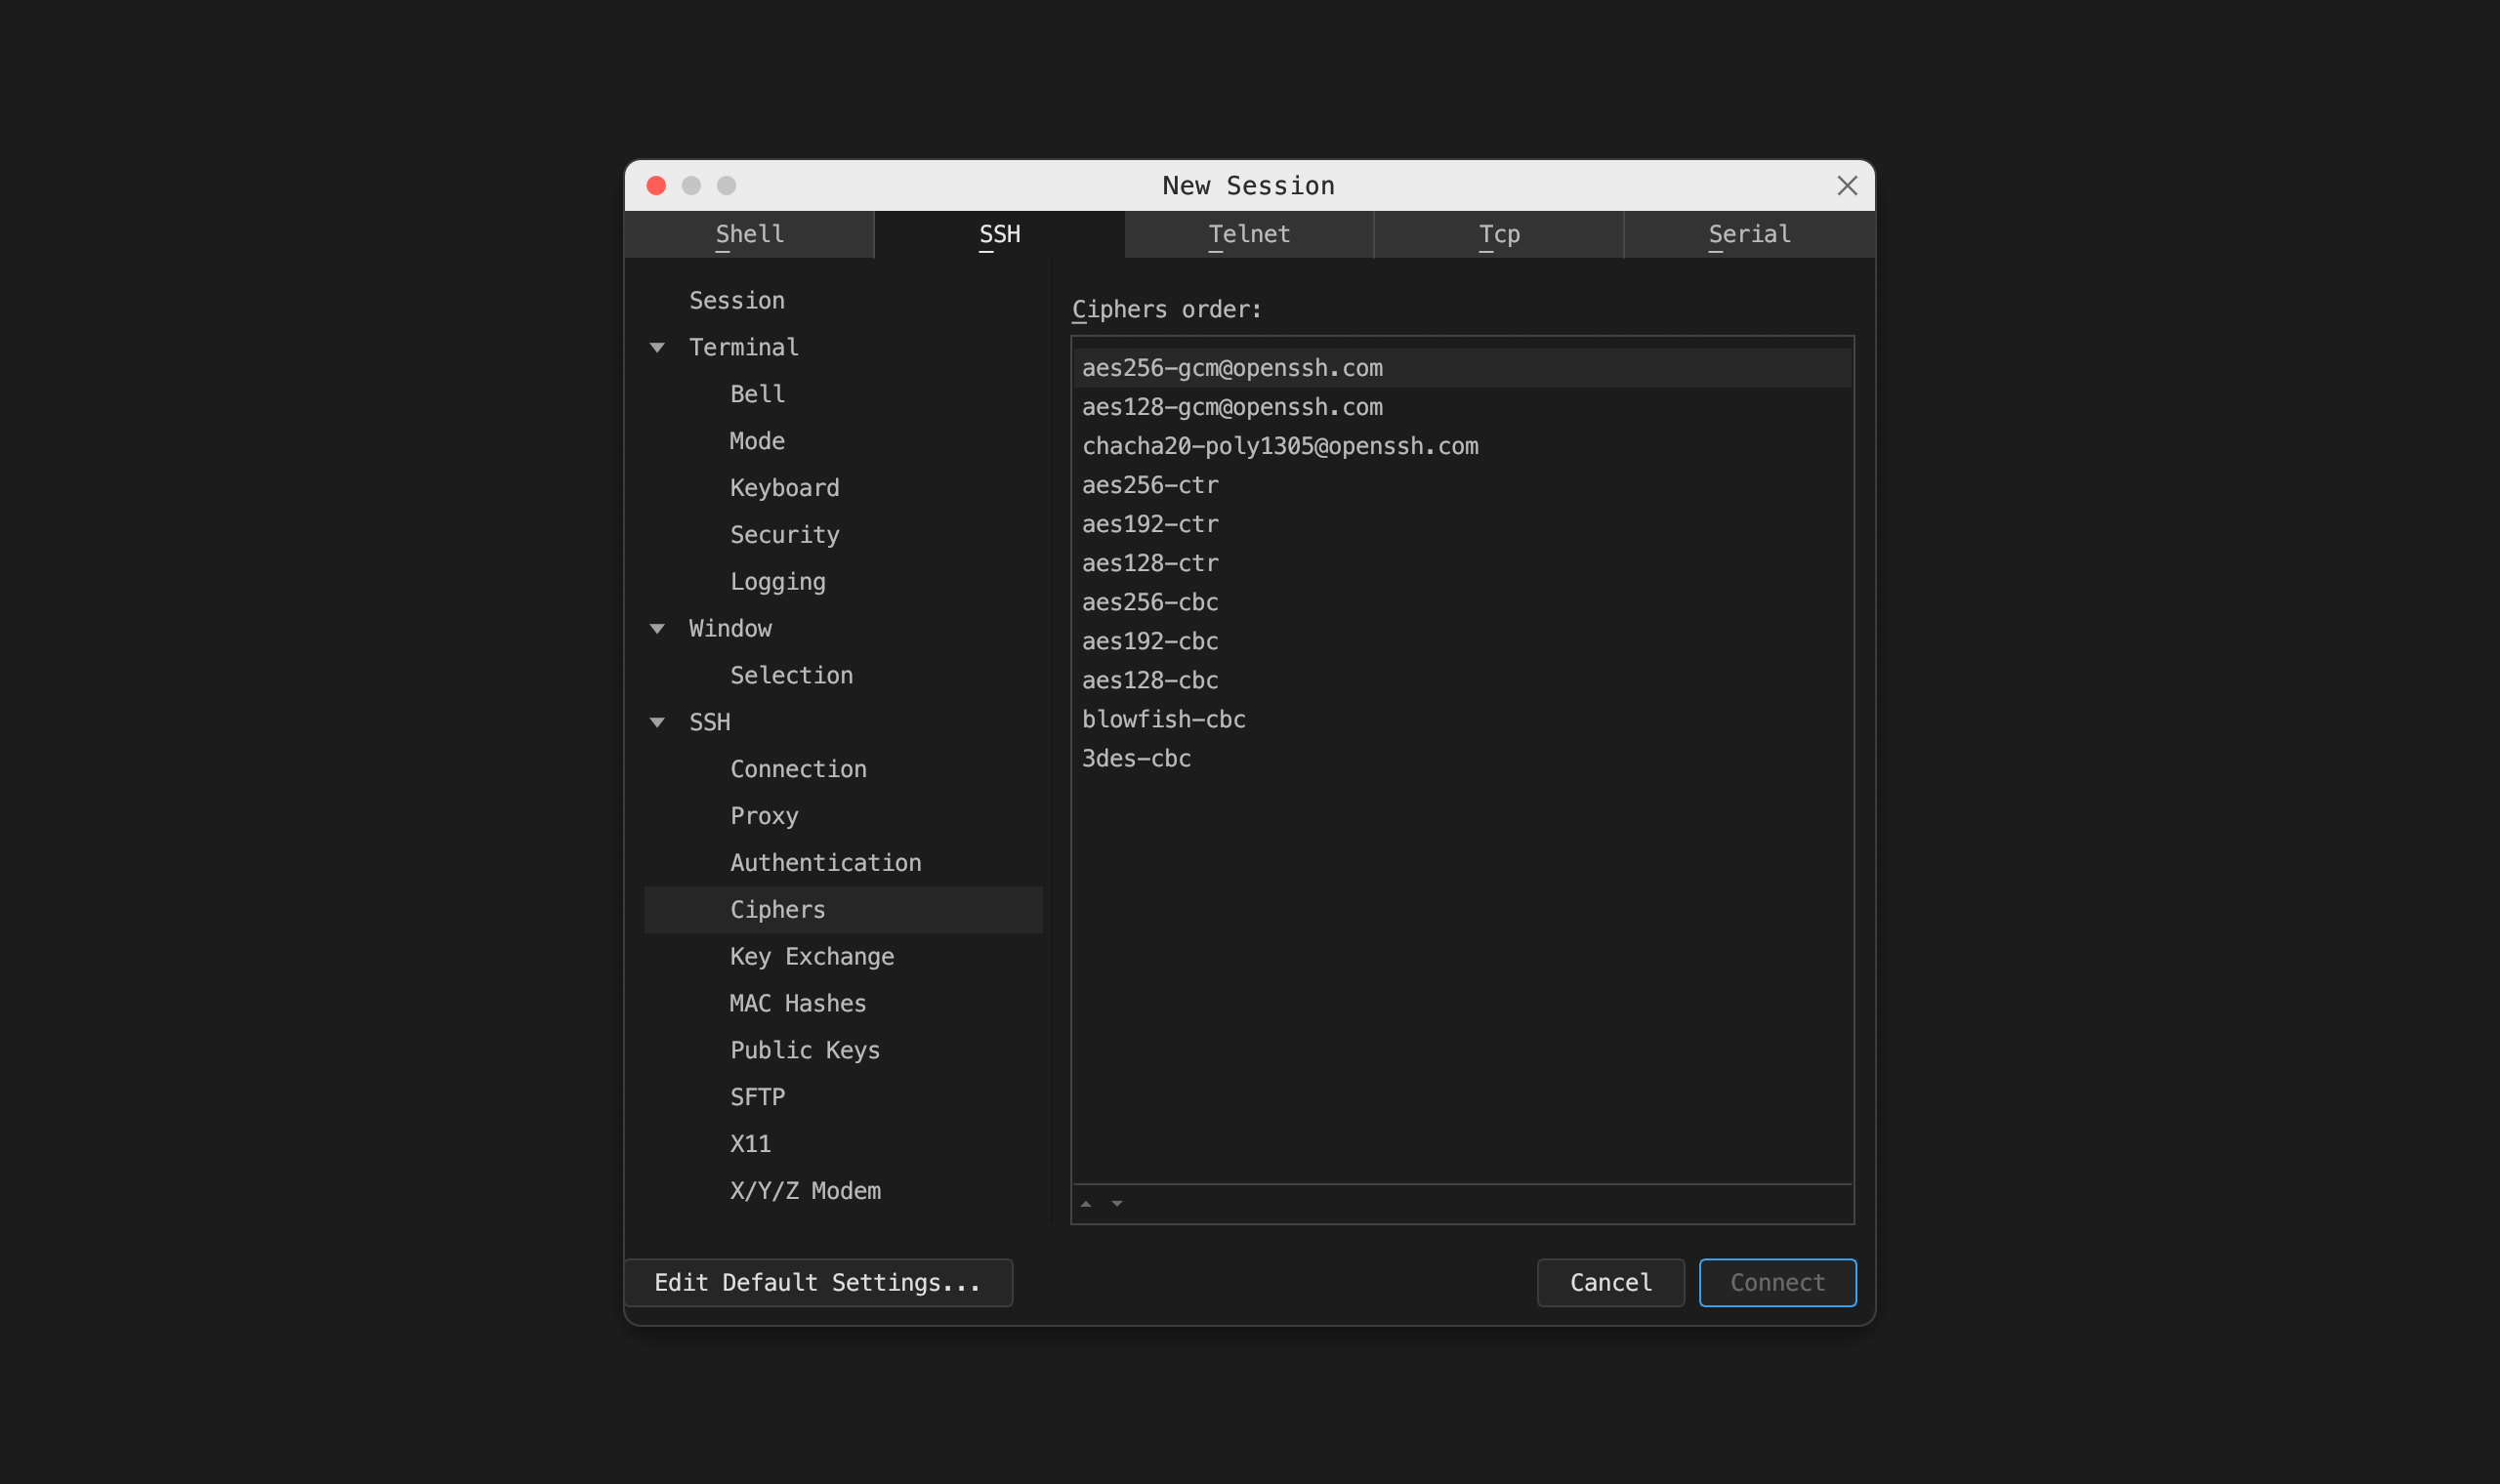 New Session
Shell
SSH
Telnet
Tcp
Serial
Session
Terminal
Bell
Mode
Keyboard
Security
Logging
Window
Selection
SSH
Connection
Proxy
Authentication
Ciphers
Key Exchange
MAC Hashes
Public Keys
SFTP
X11
X/Y/Z Modem
Ciphers order:
aes256-gcm@openssh.com
aes128-gcm@openssh.com
chacha20-poly1305@openssh.com
aes256-ctr
aes192-ctr
aes128-ctr
aes256-cbc
aes192-cbc
aes128-cbc
blowfish-cbc
3des-cbc
Edit Default Settings...
Cancel
Connect